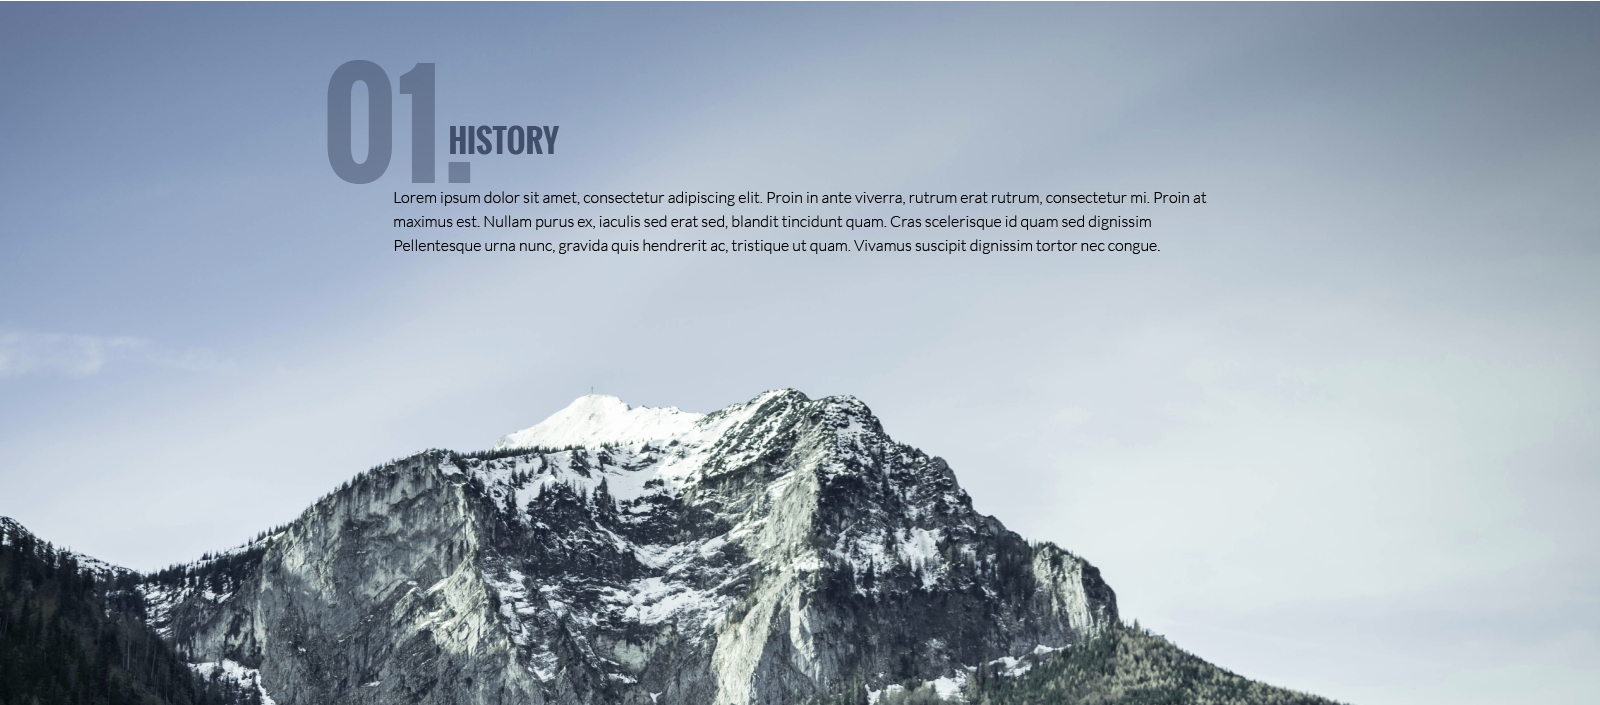 01.
HISTORY
Lorem ipsum dolor sit amet, consectetur adipiscing elit. Proin in ante viverra, rutrum erat rutrum, consectetur mi. Proin at
maximus est. Nullam purus ex, iaculis sed erat sed, blandit tincidunt quam. Cras scelerisque id quam sed dignissim
Pellentesque urna nunc, gravida quis hendrerit ac, tristique ut quam. Vivamus suscipit dignissim tortor nec congue.